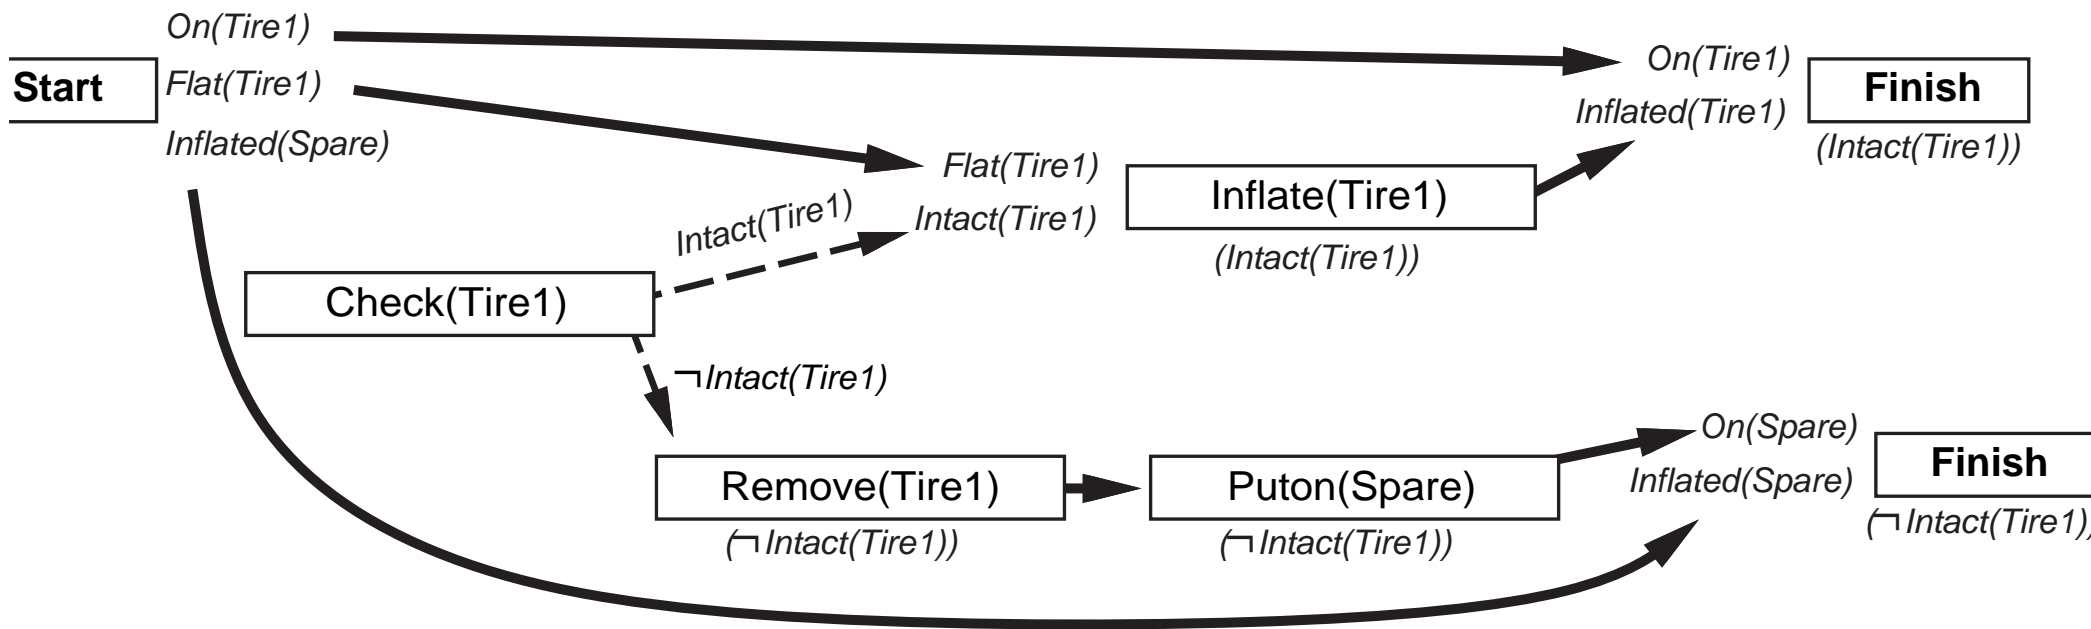 On(Tire1)
Start
Flat(Tire1)
Inflated(Spare)
On(Tire1)
Inflated(Tire1)
Finish
(Intact(Tire1))
Flat(Tire1)
Intact(Tire1)
Inflate(Tire1)
(Intact(Tire1))
Intact(Tire1)
Check(Tire1)
¬Intact(Tire1)
Remove(Tire1)
(¬Intact(Tire1))
Puton(Spare)
(¬Intact(Tire1))
On(Spare)
Inflated(Spare)
Finish
(¬Intact(Tire1))